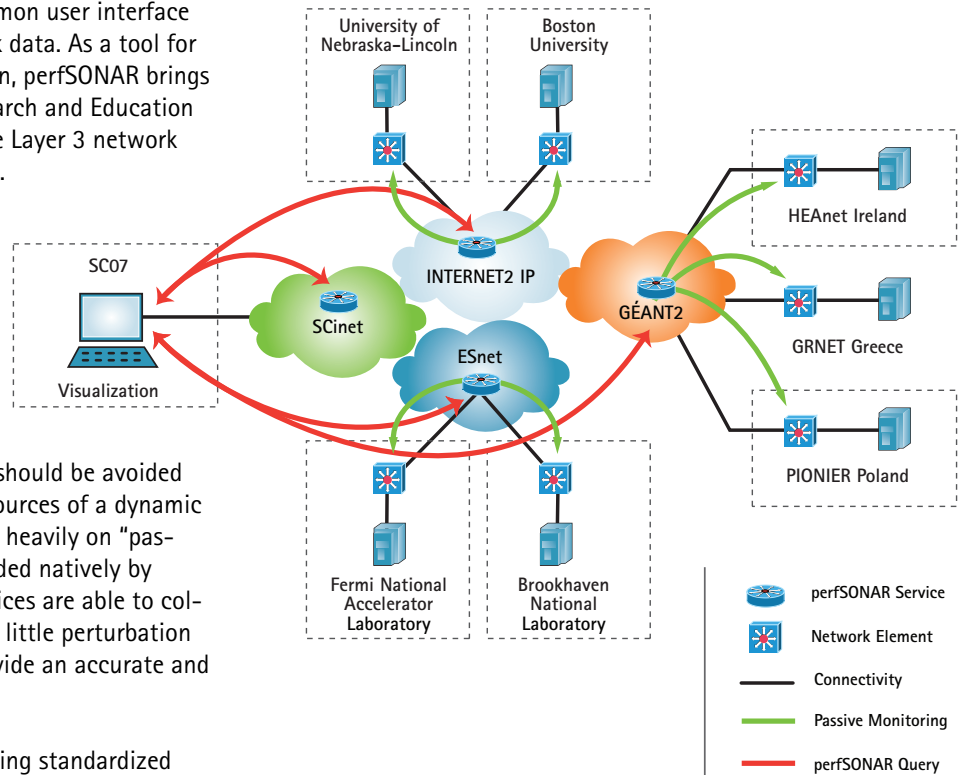 mon user interface
k data. As a tool for
n, perfSONAR brings
arch and Education
e Layer 3 network
.
should be avoided
ources of a dynamic
heavily on “pas-
ded natively by
ices are able to col-
little perturbation
vide an accurate and
ing standardized
University of
Nebraska-Lincoln
Boston
University
HEAnet Ireland
INTERNET2 IP
SC07
SCinet
GÉANT2
GRNET Greece
ESnet
Visualization
PIONIER Poland
Fermi National
Accelerator
Laboratory
Brookhaven
National
Laboratory
perfSONAR Service
Network Element
Connectivity
Passive Monitoring
perfSONAR Query